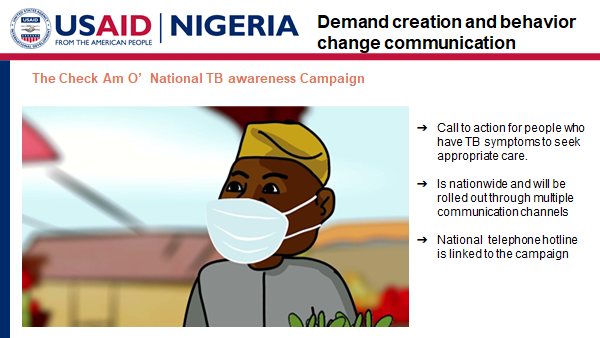 USAID | NIGERIA
FROM THE AMERICAN PEOPLE
Demand creation and behavior
change communication
The Check Am O' National TB awareness Campaign
➔ Call to action for people who
have TB symptoms to seek
appropriate care.
➔ Is nationwide and will be
rolled out through multiple
communication channels
➔ National telephone hotline
is linked to the campaign